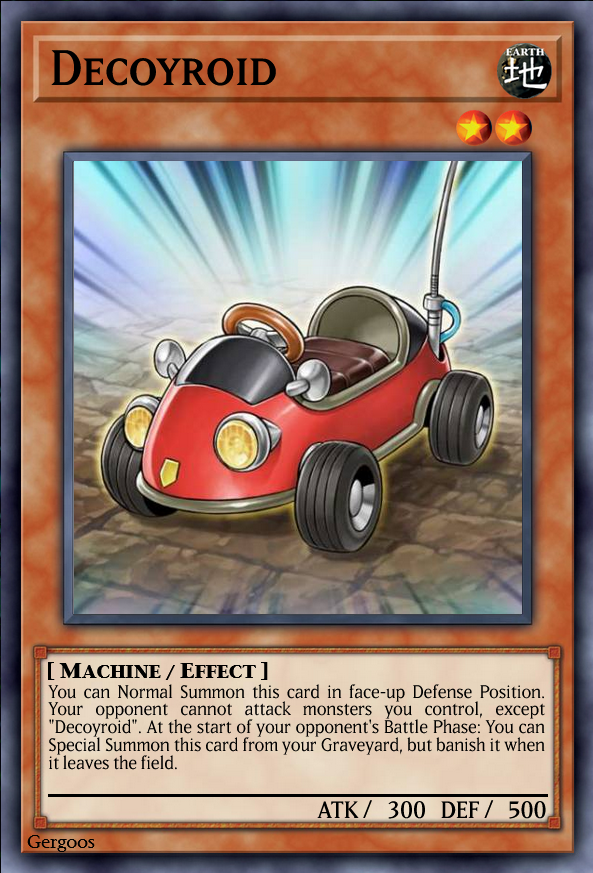 DECOYROID
EARTH
地
[ MACHINE / EFFECT ]
You can Normal Summon this card in face-up Defense Position.
Your opponent cannot attack monsters you control, except
"Decoyroid". At the start of your opponent's Battle Phase: You can
Special Summon this card from your Graveyard, but banish it when
it leaves the field.
ATK / 300 DEF / 500
Gergoos